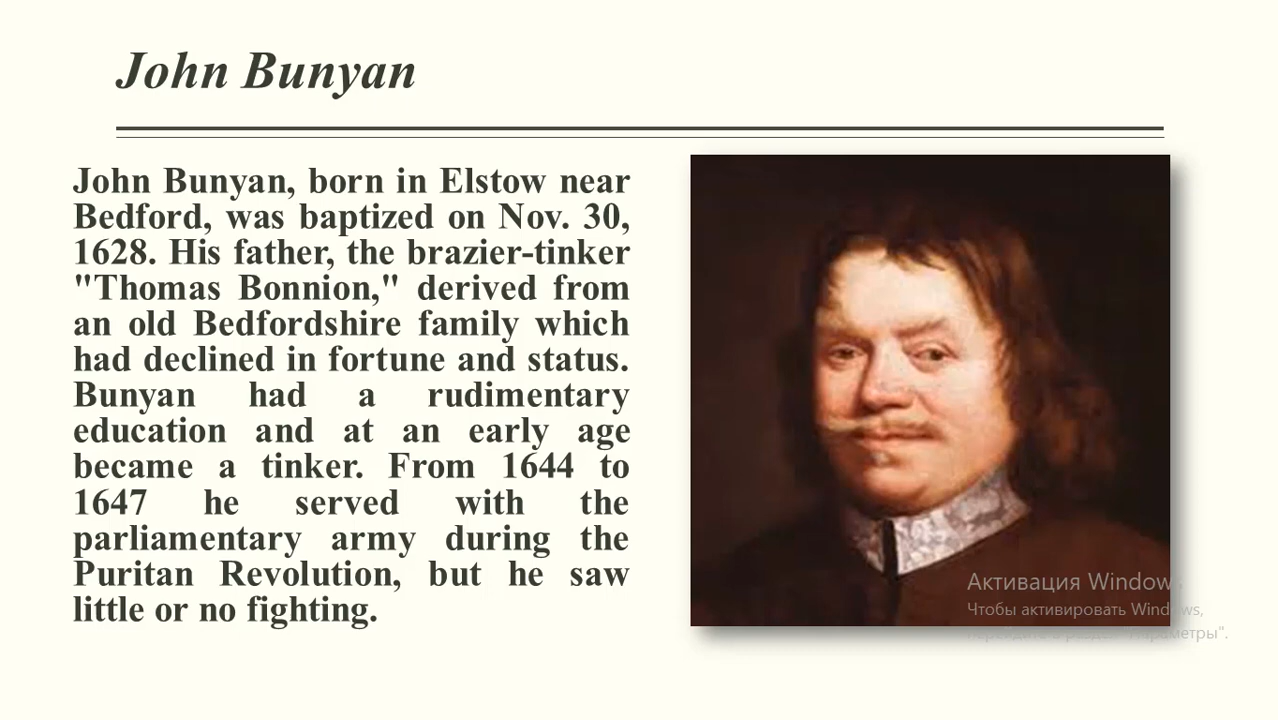 John Bunyan
John Bunyan, born in Elstow near
Bedford, was baptized on Nov. 30,
1628. His father, the brazier-tinker
"Thomas Bonnion," derived from
an old Bedfordshire family which
had declined in fortune and status.
Bunyan had a rudimentary
education and at an early age
became a tinker. From 1644 to
1647 he served with the
parliamentary army during the
Puritan Revolution, but he saw
little or no fighting.
Активация Windows
Чтобы активировать Windows,
перейдите в раздел "Параметры".